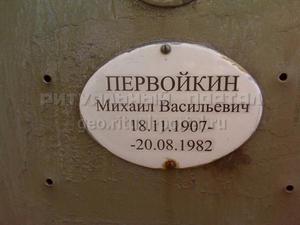 ПЕРВОЙКИН
Михаил Васильевич
18.11.1907-
-20.08.1982